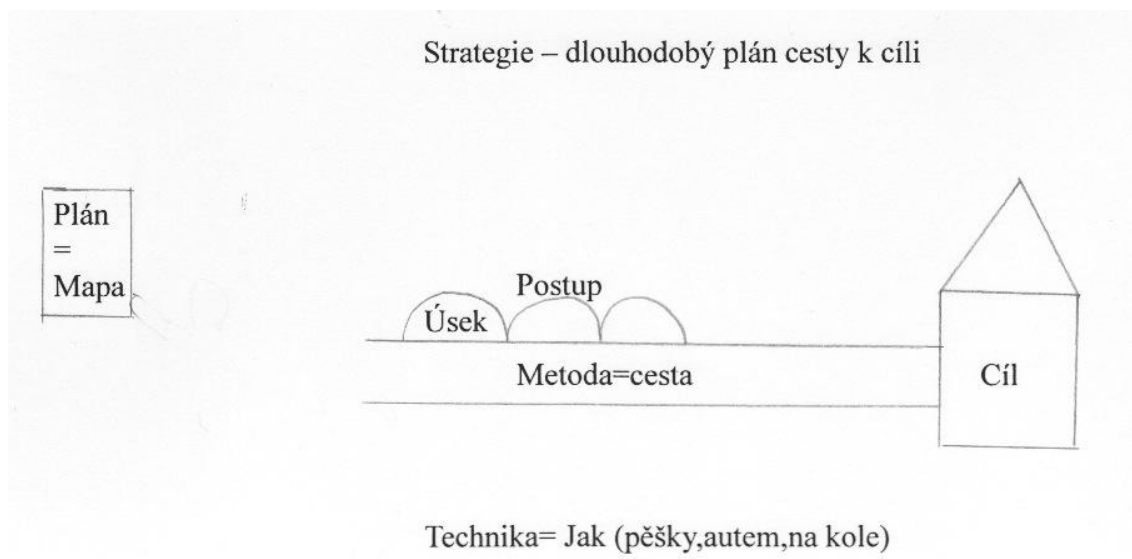 Strategie – dlouhodobý plán cesty k cíli
Plán
=
Mapa
Postup
Úsek
Metoda=cesta
Cíl
Technika= Jak (pěšky,autem,na kole)